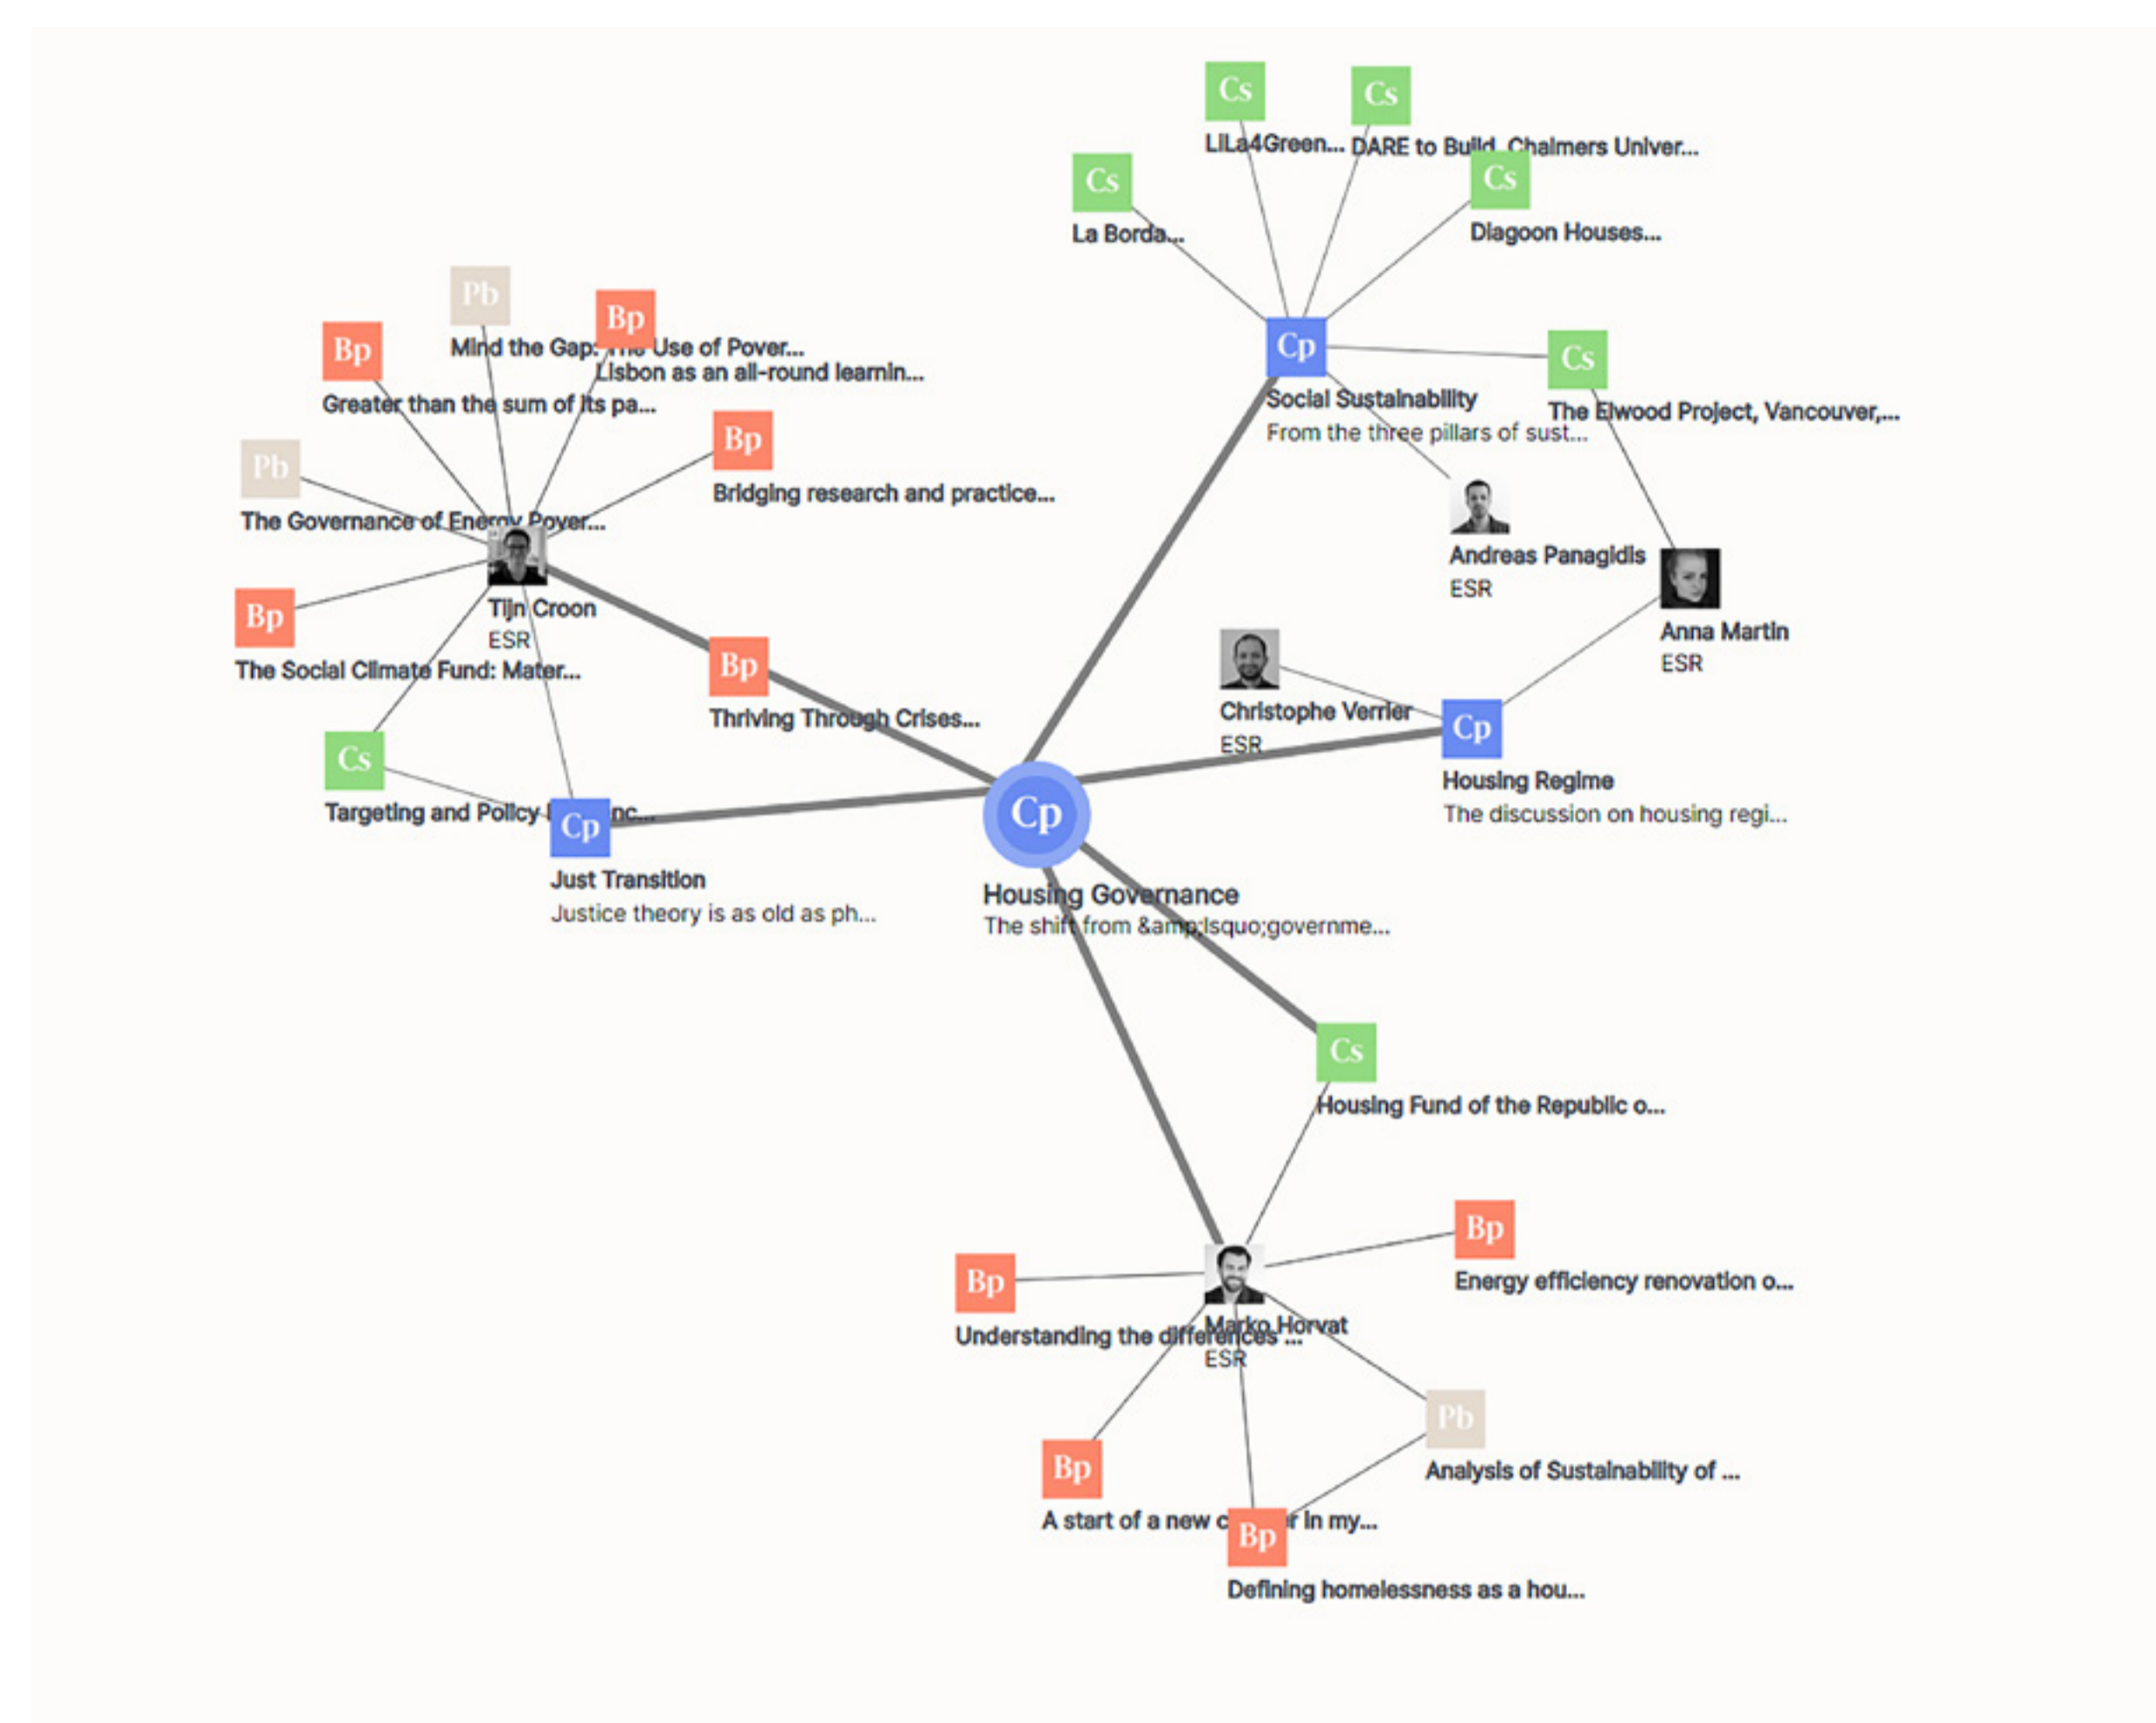 Cs
Cs
LiLa4Green...
DARE to Build, Chalmers Univer...
Cs
La Borda...
Cs
Diagoon Houses...
Pb
Mind the Gap: The Use of Pover...
Bp
Lisbon as an all-round learnin...
Bp
Greater than the sum of its pa...
Cp
Social Sustainability
From the three pillars of sust...
Cs
The Elwood Project, Vancouver,...
Bp
Bridging research and practice...
Pb
The Governance of Energy Pover...
Andreas Panagidis
ESR
Tijn Croon
ESR
Bp
The Social Climate Fund: Mater...
Anna Martin
ESR
Bp
Thriving Through Crises...
Christophe Verrier
ESR
Cp
Housing Regime
The discussion on housing regi...
Cs
Targeting and Policy
nc...
Cp
Just Transition
Justice theory is as old as ph...
Cp
Housing Governance
The shift from &amp;lsquo;governme...
Cs
Housing Fund of the Republic o...
Bp
Energy efficiency renovation o...
Bp
Understanding the differences ...
Marko Horvat
ESR
Pb
Analysis of Sustainability of ...
Bp
A start of a new c
r in my...
Bp
Defining homelessness as a hou...